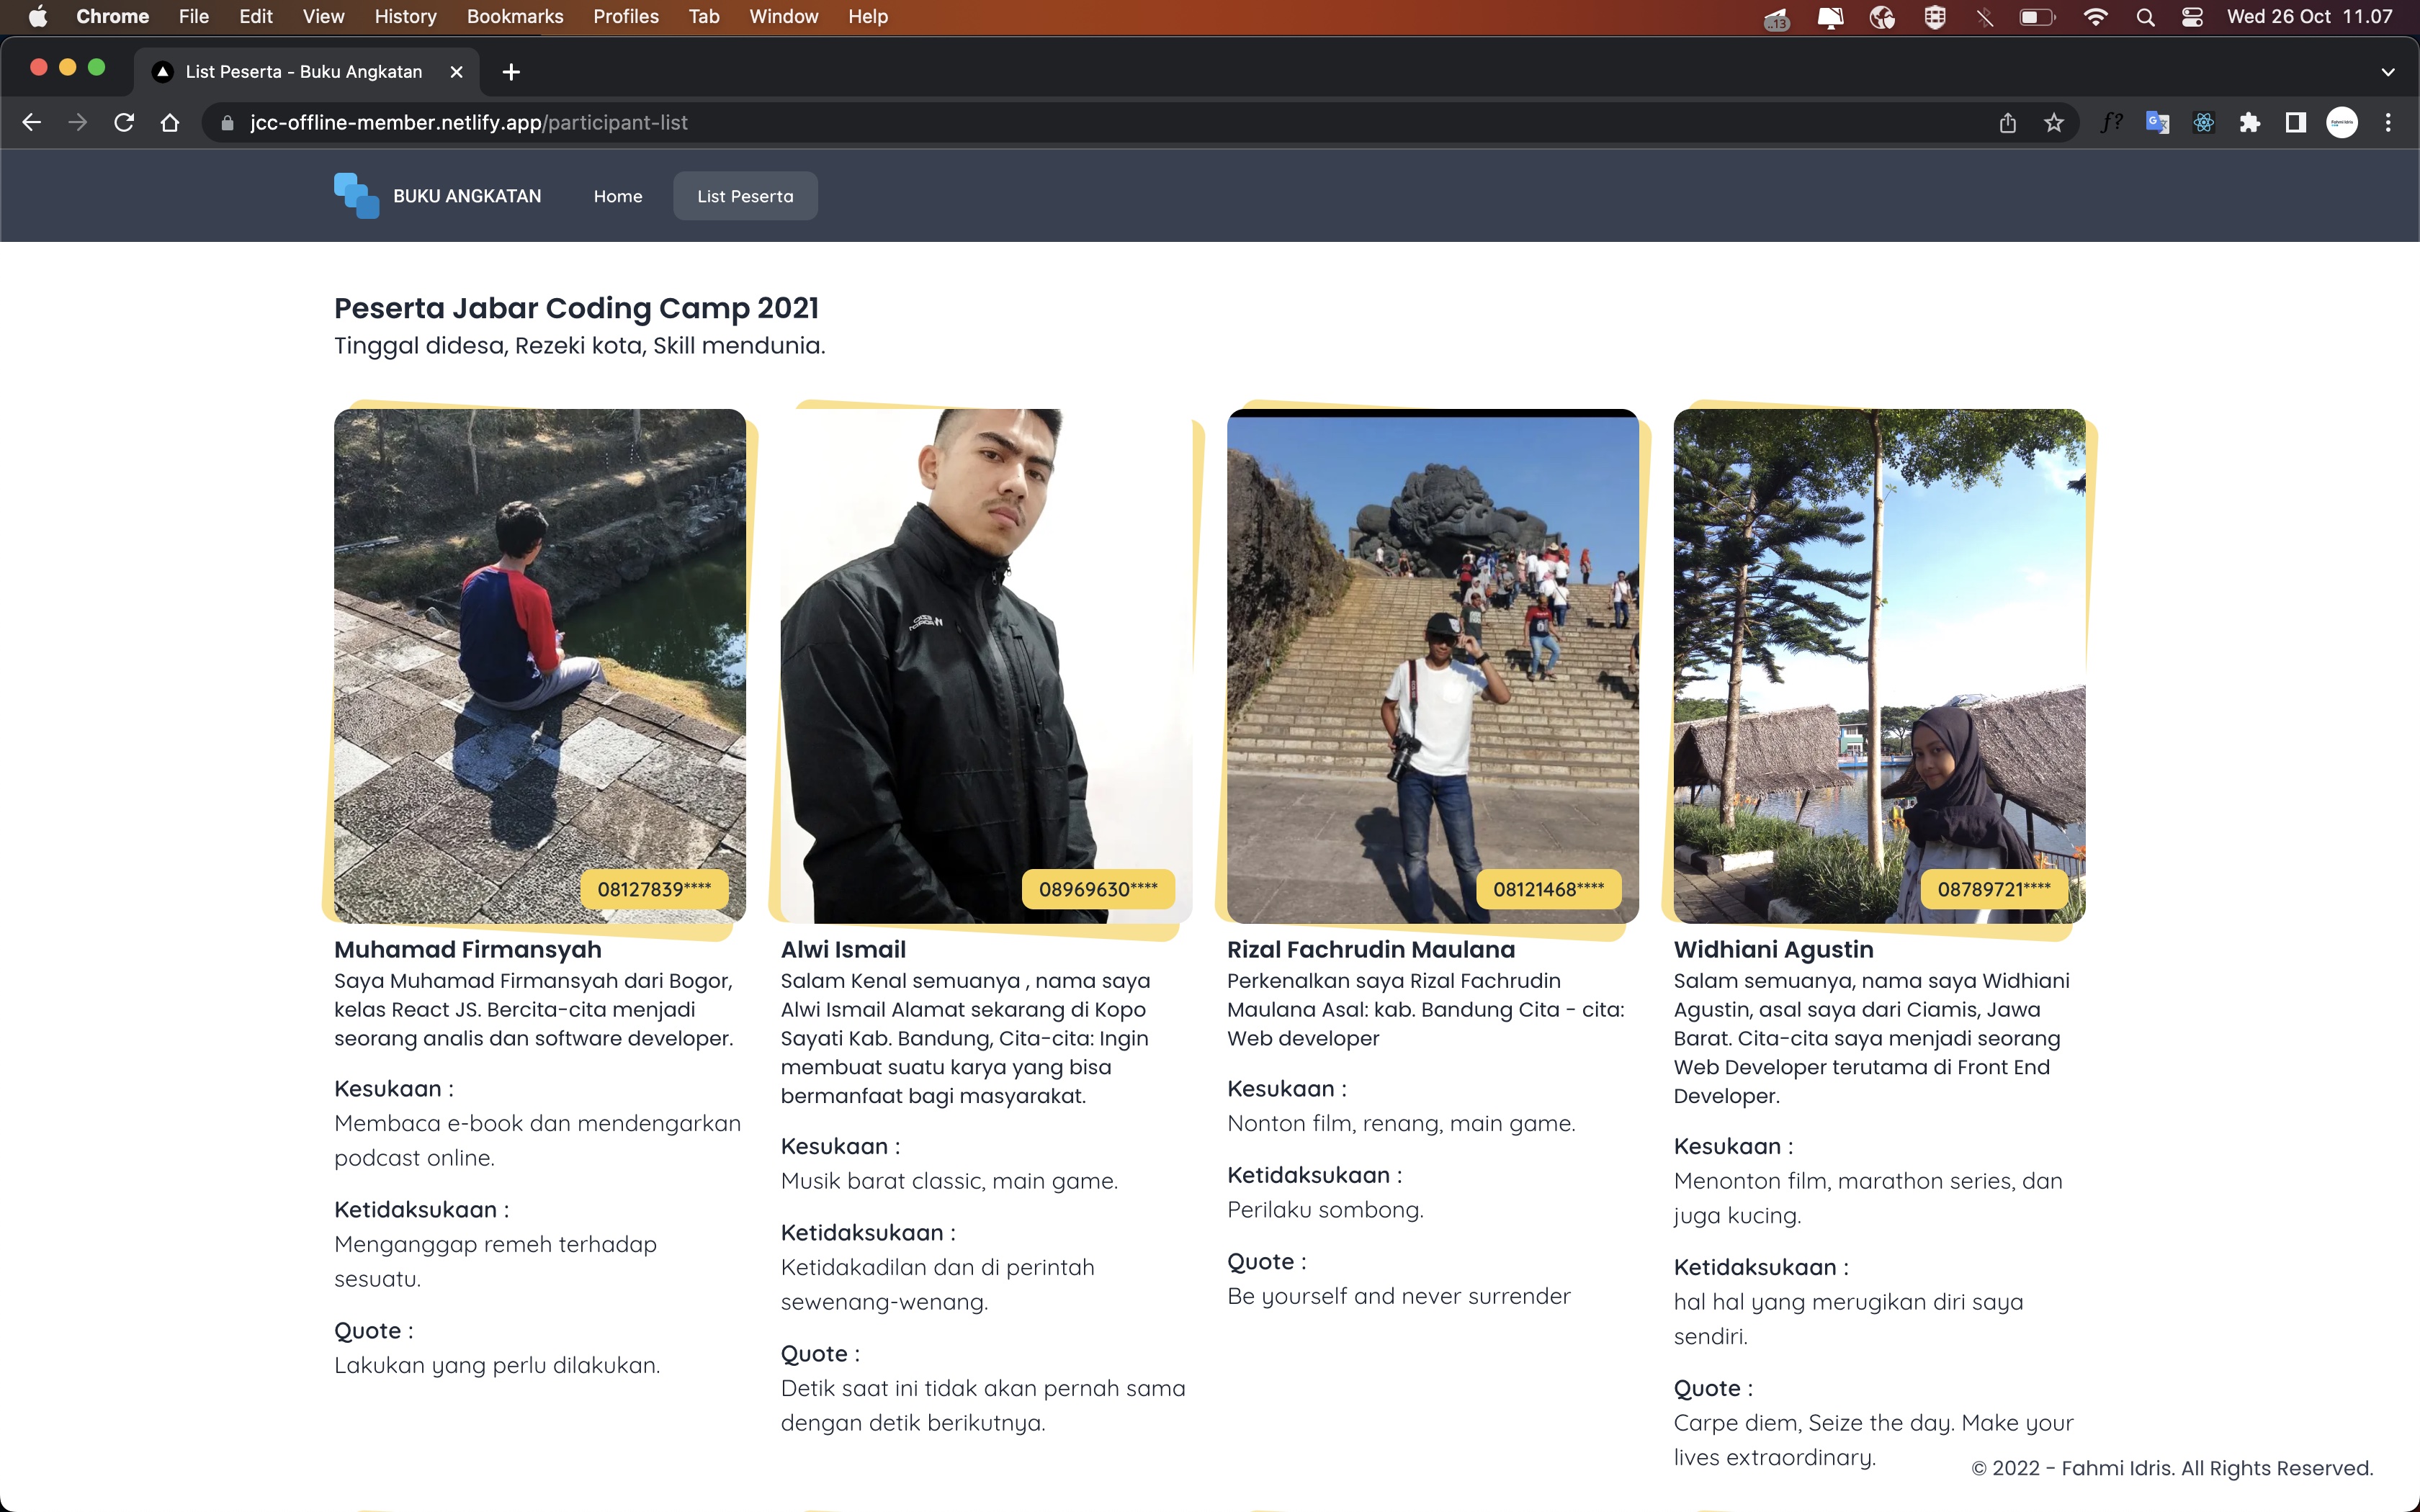 Chrome File Edit View History Bookmarks Profiles Tab Window Help
Wed 26 Oct 11.07
List Peserta - Buku Angkatan
jcc-offline-member.netlify.app/participant-list
BUKU ANGKATAN
Home
List Peserta
Peserta Jabar Coding Camp 2021
Tinggal didesa, Rezeki kota, Skill mendunia.
08127839****
Muhamad Firmansyah
Saya Muhamad Firmansyah dari Bogor,
kelas React JS. Bercita-cita menjadi
seorang analis dan software developer.
Kesukaan :
Membaca e-book dan mendengarkan
podcast online.
Ketidaksukaan :
Menganggap remeh terhadap
sesuatu.
Quote :
Lakukan yang perlu dilakukan.
08969630****
Alwi Ismail
Salam Kenal semuanya , nama saya
Alwi Ismail Alamat sekarang di Kopo
Sayati Kab. Bandung, Cita-cita: Ingin
membuat suatu karya yang bisa
bermanfaat bagi masyarakat.
Kesukaan :
Musik barat classic, main game.
Ketidaksukaan :
Ketidakadilan dan di perintah
sewenang-wenang.
Quote :
Detik saat ini tidak akan pernah sama
dengan detik berikutnya.
08121468****
Rizal Fachrudin Maulana
Perkenalkan saya Rizal Fachrudin
Maulana Asal: kab. Bandung Cita - cita:
Web developer
Kesukaan :
Nonton film, renang, main game.
Ketidaksukaan :
Perilaku sombong.
Quote :
Be yourself and never surrender
08789721****
Widhiani Agustin
Salam semuanya, nama saya Widhiani
Agustin, asal saya dari Ciamis, Jawa
Barat. Cita-cita saya menjadi seorang
Web Developer terutama di Front End
Developer.
Kesukaan :
Menonton film, marathon series, dan
juga kucing.
Ketidaksukaan :
hal hal yang merugikan diri saya
sendiri.
Quote :
Carpe diem, Seize the day. Make your
lives extraordinary.
© 2022 - Fahmi Idris. All Rights Reserved.